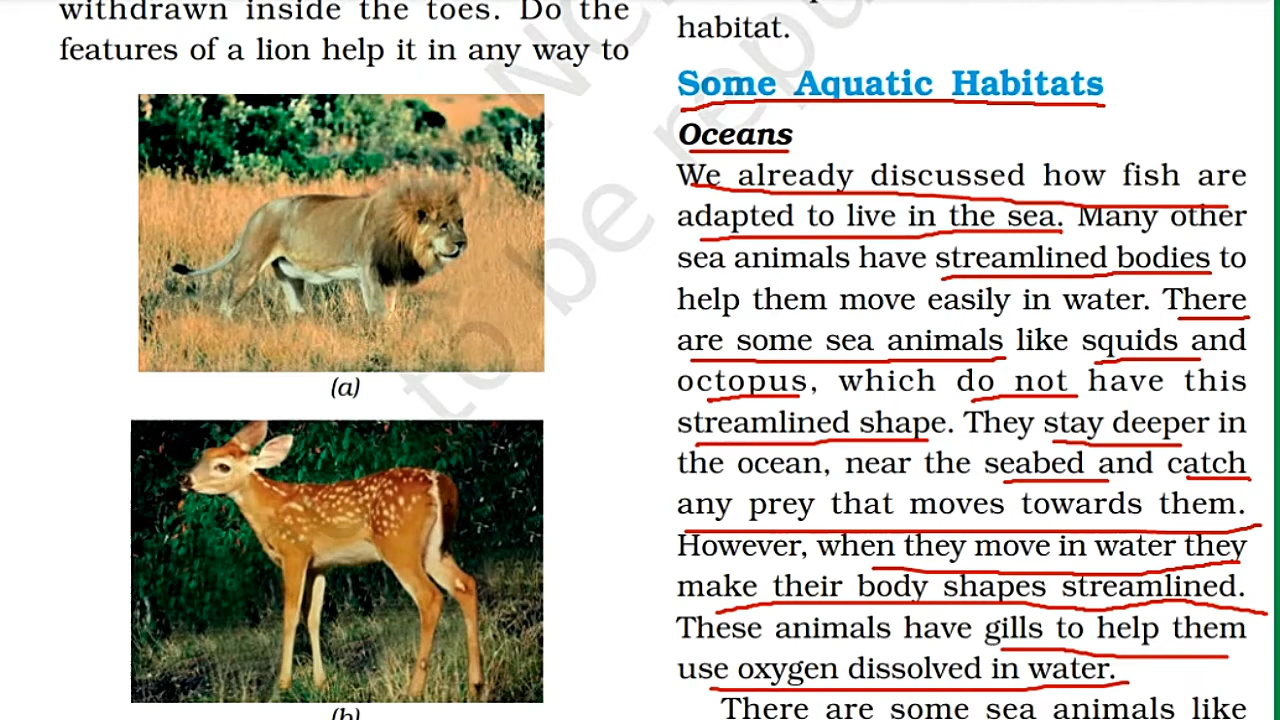 withdrawn inside the toes. Do the
features of a lion help it in any way to
(a)
(b)
habitat.
Some Aquatic Habitats
Oceans
We already discussed how fish are
adapted to live in the sea. Many other
sea animals have streamlined bodies to
help them move easily in water. There
are some sea animals like squids and
octopus, which do not have this
streamlined shape. They stay deeper in
the ocean, near the seabed and catch
any prey that moves towards them.
However, when they move in water they
make their body shapes streamlined.
These animals have gills to help them
use oxygen dissolved in water.
There are some sea animals like
to be repu